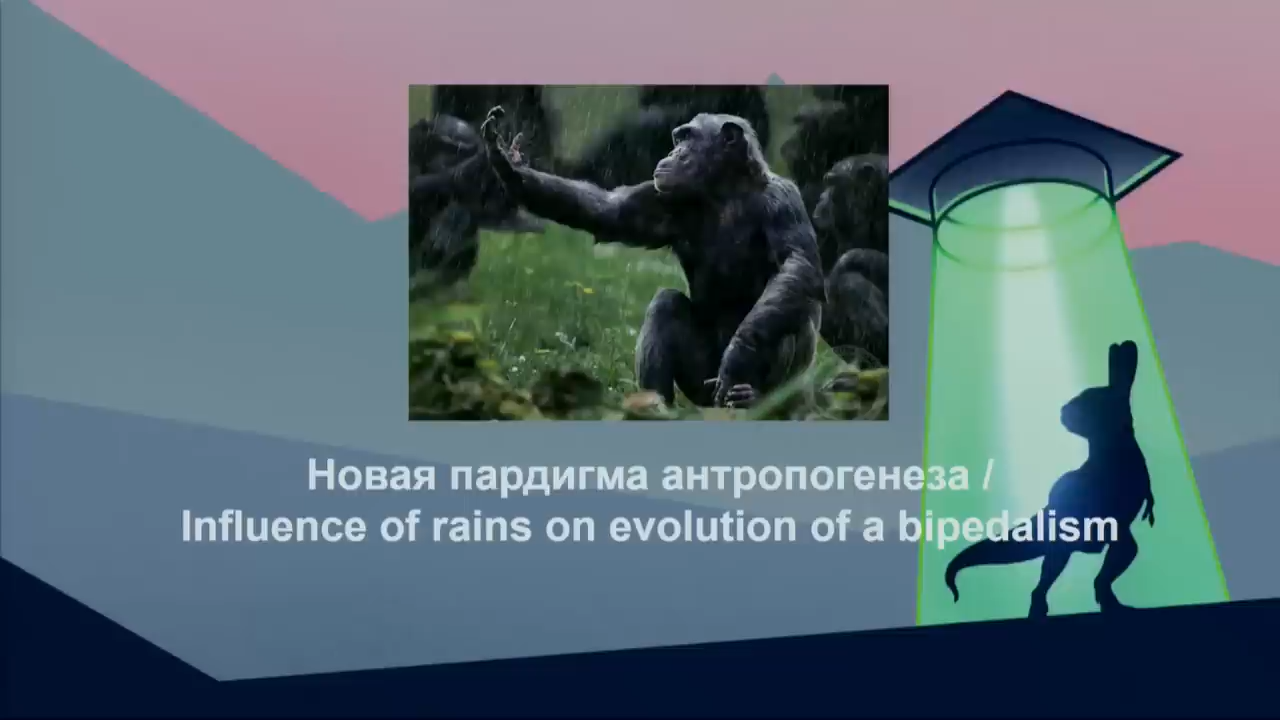 Новая пардигма антропогенеза /
Influence of rains on evolution of a bipedalism